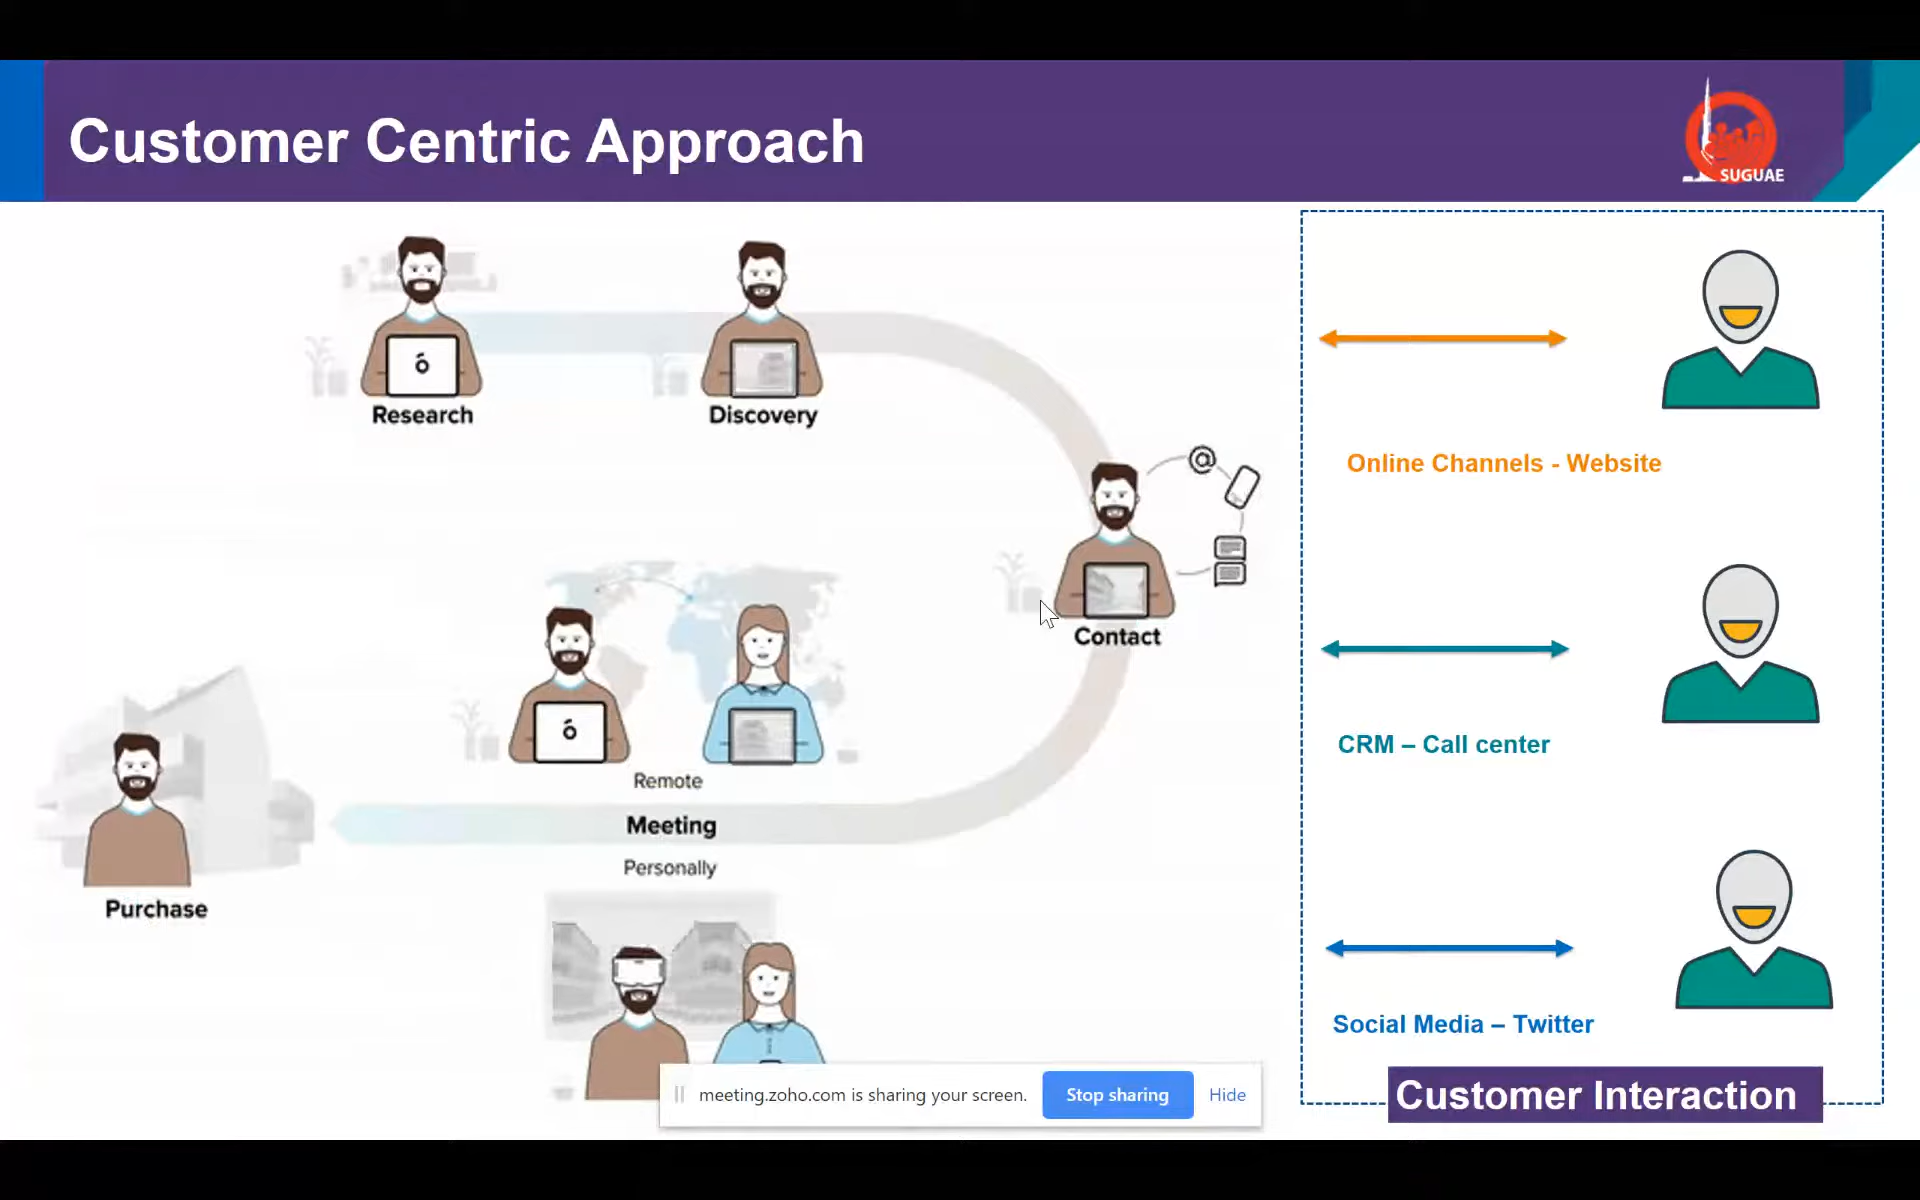 Customer Centric Approach
SUGUAE
ó
Research
Discovery
@
Contact
ó
Remote
Meeting
Personally
Purchase
Online Channels - Website
CRM – Call center
Social Media – Twitter
Customer Interaction
meeting.zoho.com is sharing your screen.
Stop sharing
Hide